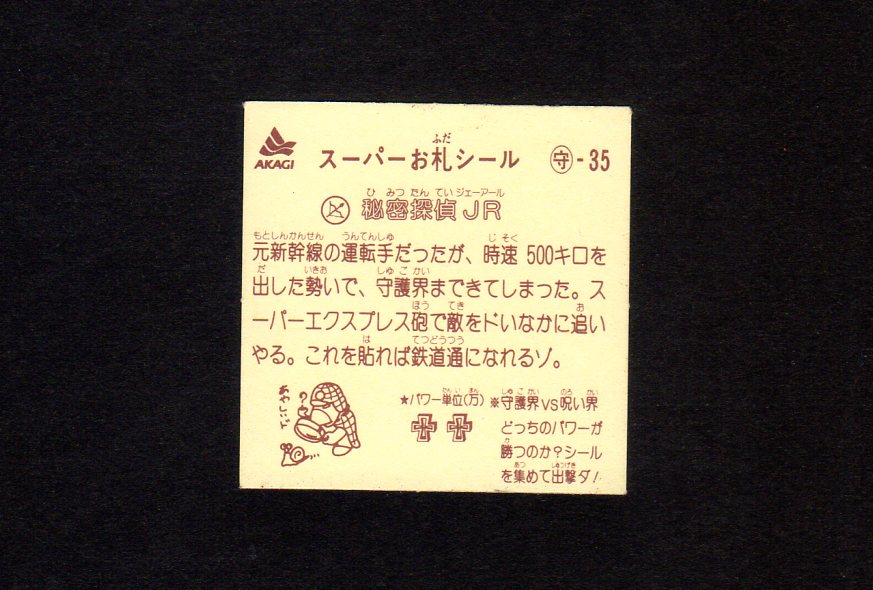 AKAGI スーパーお札シール 守-35
秘密探偵JR
元新幹線の運転手だったが、時速500キロを
出した勢いで、守護界まできてしまった。ス
ーパーエクスプレス砲で敵をドいなかに追い
やる。これを貼れば鉄道通になれるゾ。
あやしいド
?
★パワー単位(万)
※守護界VS呪い界
どっちのパワーが
勝つのか?シール
を集めて出撃ダ!